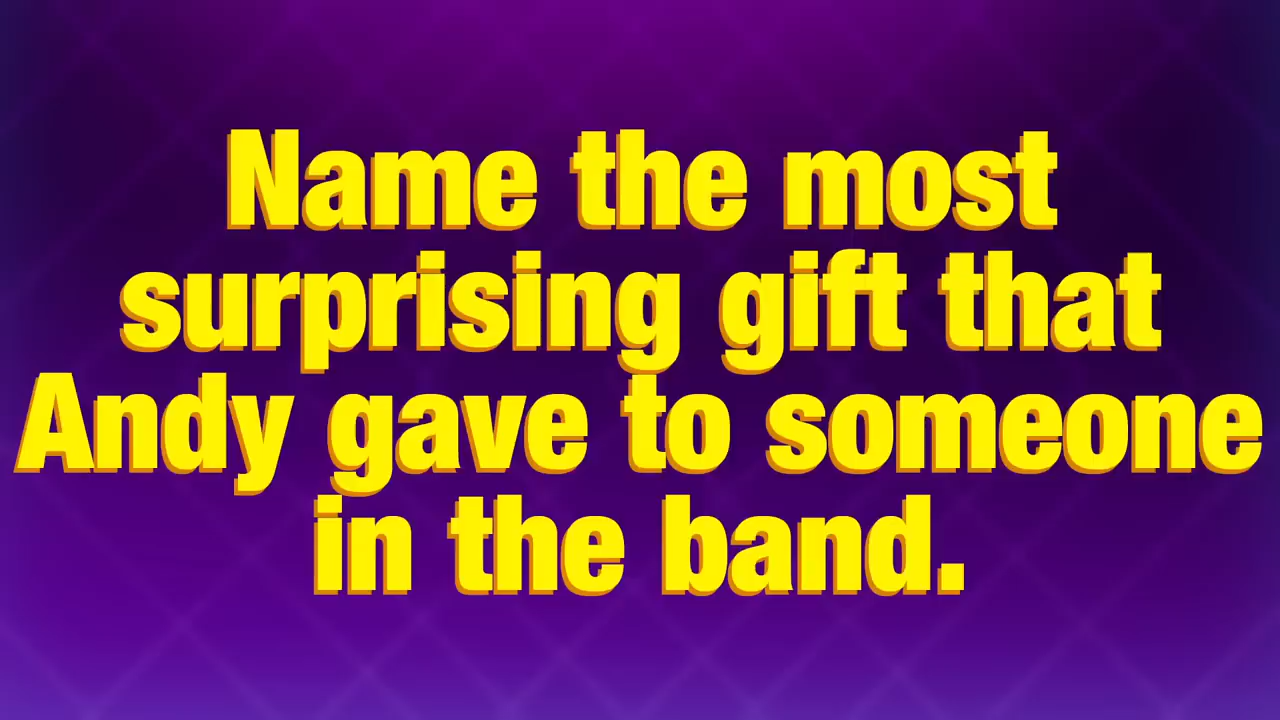 Name the most
surprising gift that
Andy gave to someone
in the band.